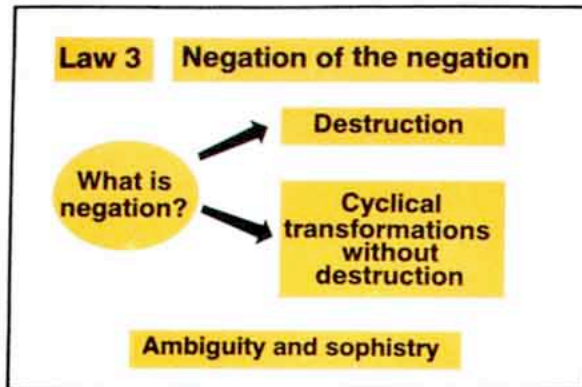 Law 3 Negation of the negation
Destruction
What is
negation?
Cyclical
transformations
without
destruction
Ambiguity and sophistry